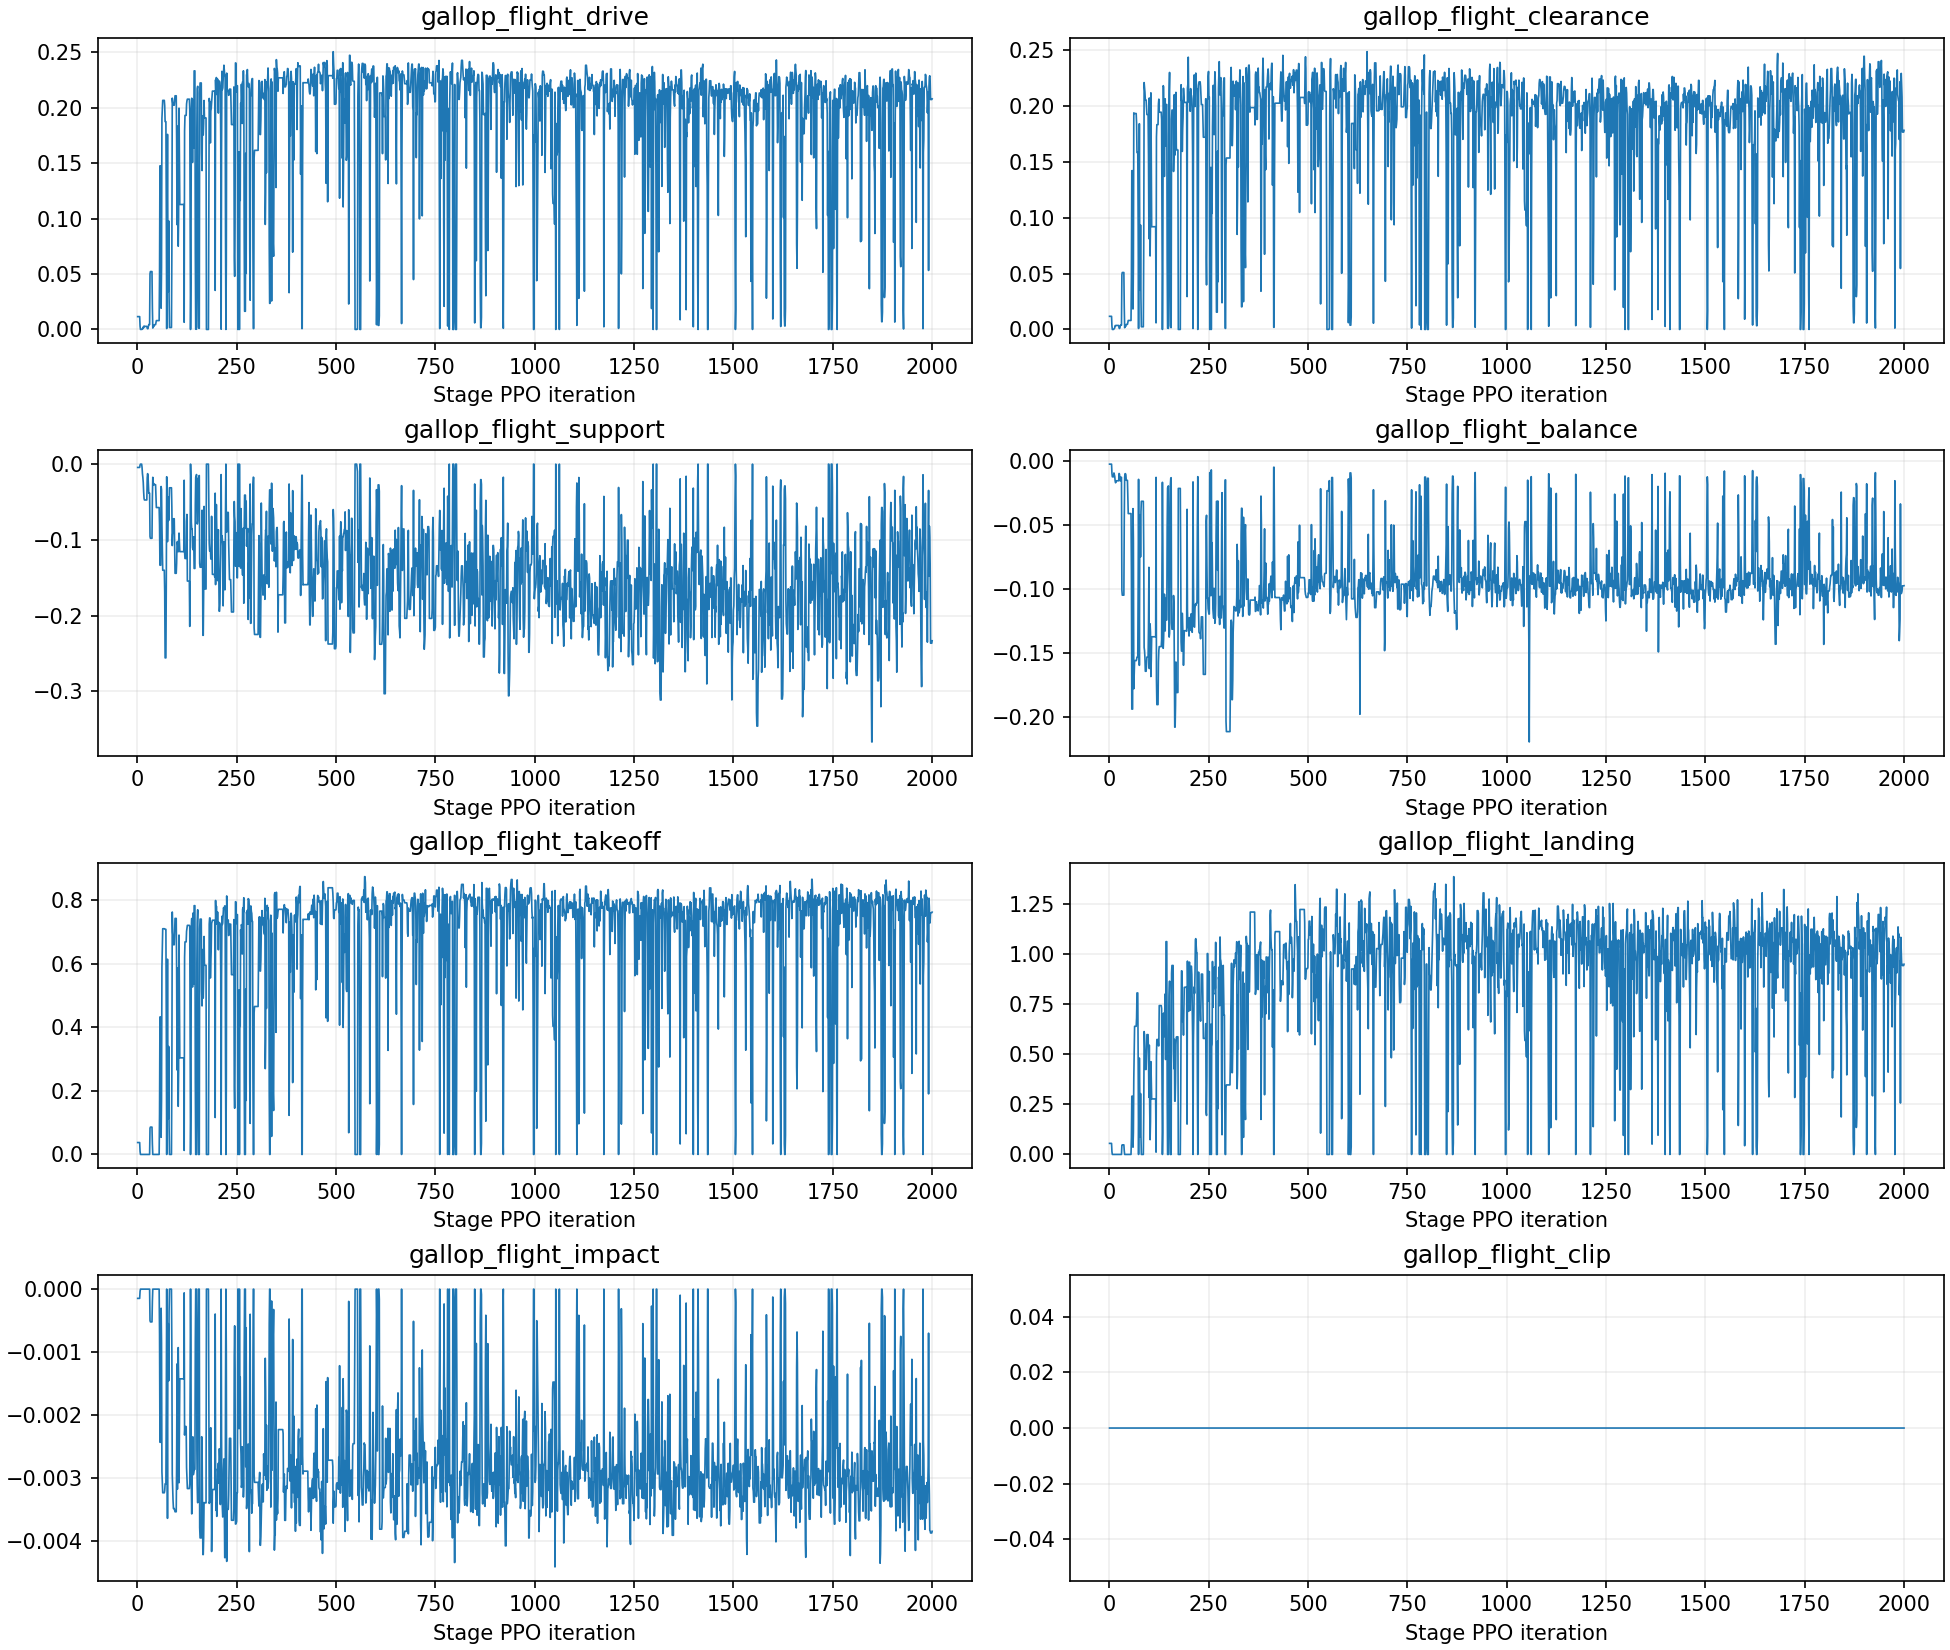 gallop_flight_drive
0.25
0.20
0.15
0.10
0.05
0.00
0 250 500 750 1000 1250 1500 1750 2000
Stage PPO iteration
gallop_flight_clearance
0.25
0.20
0.15
0.10
0.05
0.00
0 250 500 750 1000 1250 1500 1750 2000
Stage PPO iteration
gallop_flight_support
0.0
−0.1
−0.2
−0.3
0 250 500 750 1000 1250 1500 1750 2000
Stage PPO iteration
gallop_flight_balance
0.00
−0.05
−0.10
−0.15
−0.20
0 250 500 750 1000 1250 1500 1750 2000
Stage PPO iteration
gallop_flight_takeoff
0.8
0.6
0.4
0.2
0.0
0 250 500 750 1000 1250 1500 1750 2000
Stage PPO iteration
gallop_flight_landing
1.25
1.00
0.75
0.50
0.25
0.00
0 250 500 750 1000 1250 1500 1750 2000
Stage PPO iteration
gallop_flight_impact
0.000
−0.001
−0.002
−0.003
−0.004
0 250 500 750 1000 1250 1500 1750 2000
Stage PPO iteration
gallop_flight_clip
0.04
0.02
0.00
−0.02
−0.04
0 250 500 750 1000 1250 1500 1750 2000
Stage PPO iteration